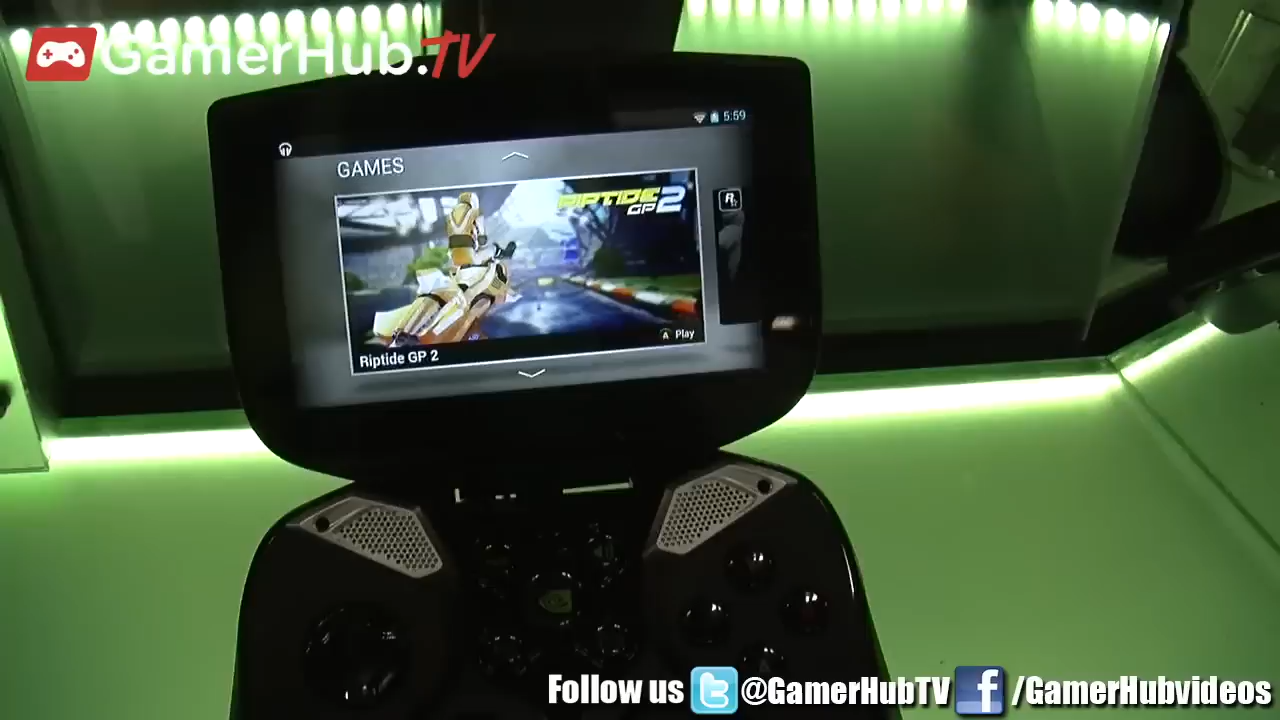 GamerHub.TV
5:59
GAMES
RIPTIDE
GP2
R
A Play
Riptide GP 2
Follow us @GamerHubTV /GamerHubvideos